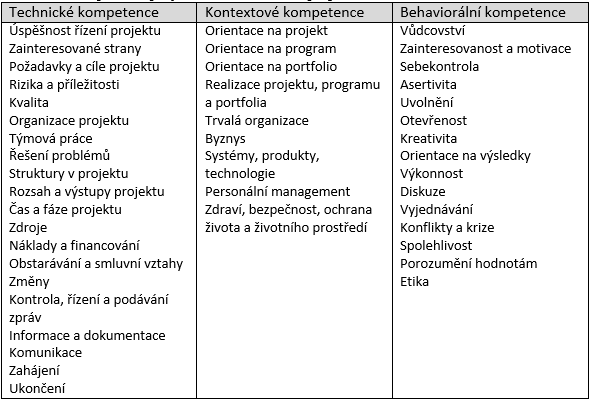 Technické kompetence
Úspěšnost řízení projektu
Zainteresované strany
Požadavky a cíle projektu
Rizika a příležitosti
Kvalita
Organizace projektu
Týmová práce
Řešení problémů
Struktury v projektu
Rozsah a výstupy projektu
Čas a fáze projektu
Zdroje
Náklady a financování
Obstarávání a smluvní vztahy
Změny
Kontrola, řízení a podávání
zpráv
Informace a dokumentace
Komunikace
Zahájení
Ukončení
Kontextové kompetence
Orientace na projekt
Orientace na program
Orientace na portfolio
Realizace projektu, programu
a portfolia
Trvalá organizace
Byznys
Systémy, produkty,
technologie
Personální management
Zdraví, bezpečnost, ochrana
života a životního prostředí
Behaviorální kompetence
Vůdcovství
Zainteresovanost a motivace
Sebekontrola
Asertivita
Uvolnění
Otevřenost
Kreativita
Orientace na výsledky
Výkonnost
Diskuze
Vyjednávání
Konflikty a krize
Spolehlivost
Porozumění hodnotám
Etika